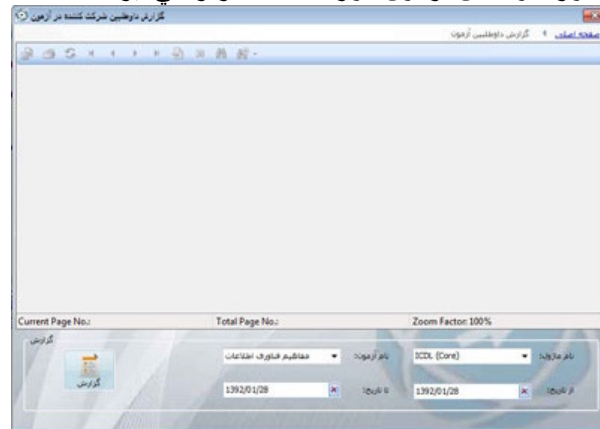 گزارش داوطلبین شرکت کننده در آزمون
صفحه اصلی
گزارش داوطلبین آزمون
Current Page No.:
Total Page No.:
Zoom Factor: 100%
گزارش
نام ماژول:
ICDL (Core)
نام آزمون:
مفاهیم فناوری اطلاعات
از تاریخ:
1392/01/28
تا تاریخ:
1392/01/28
گزارش